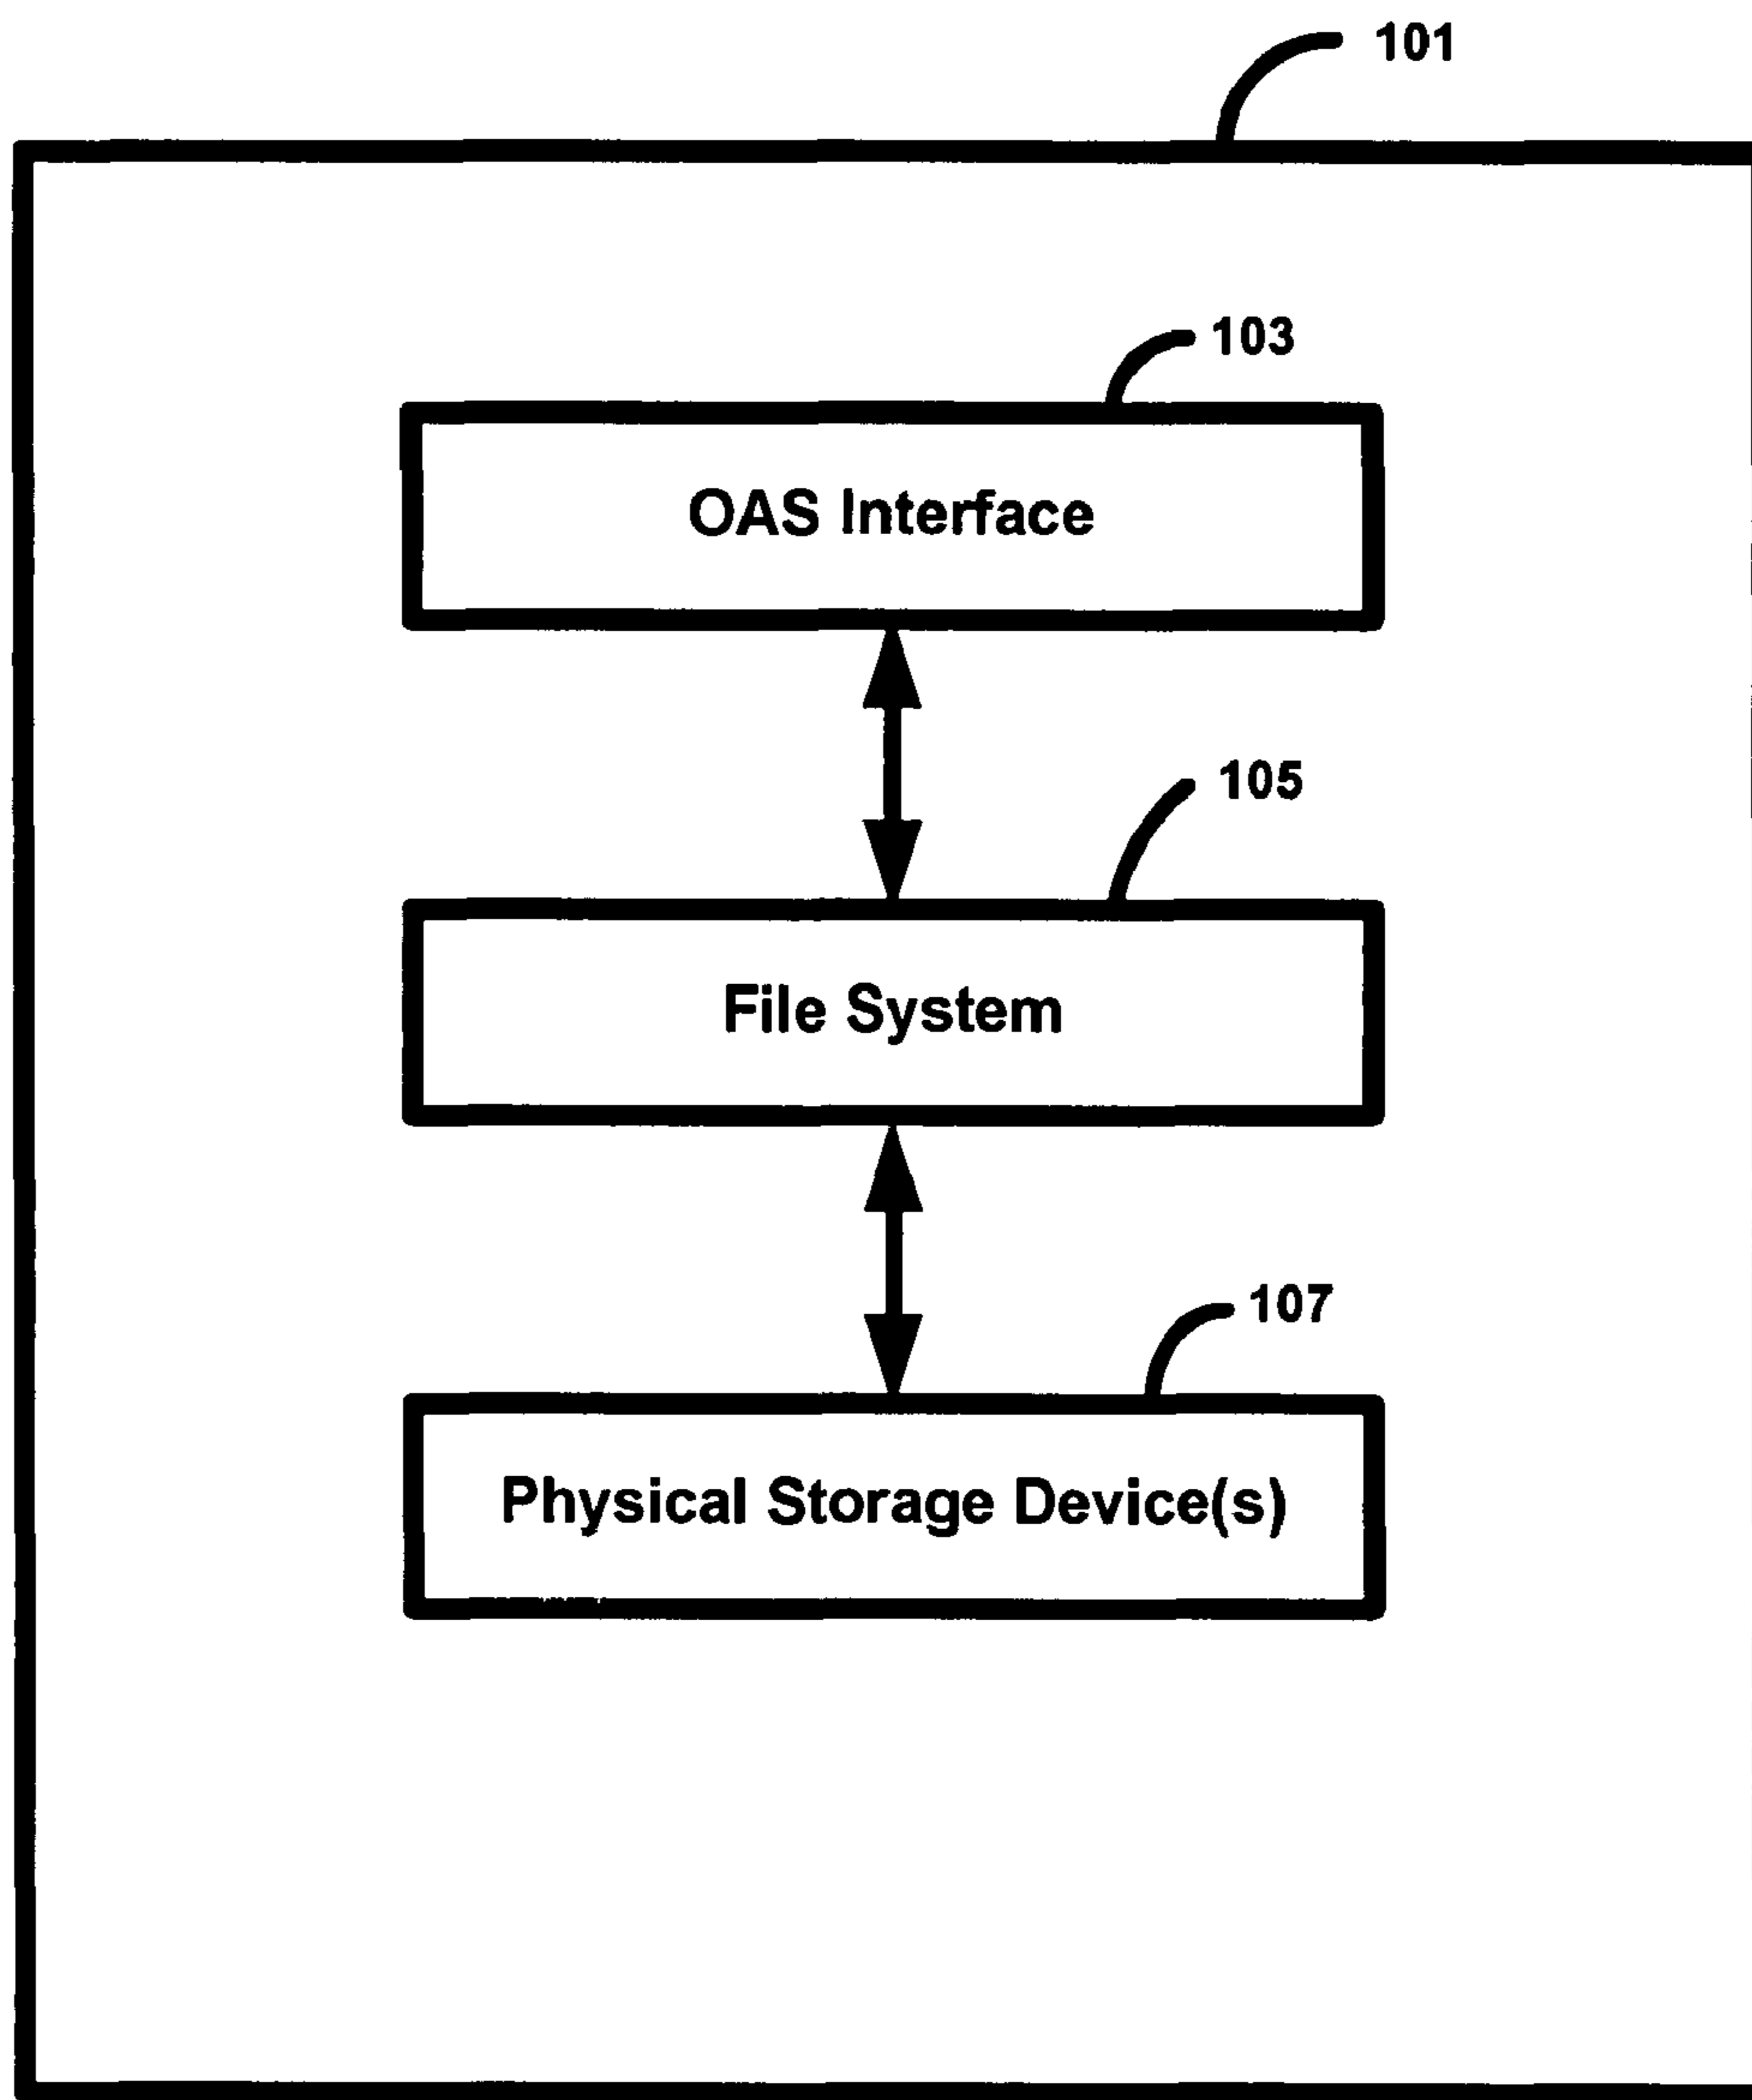 101
103
OAS Interface
105
File System
107
Physical Storage Device(s)